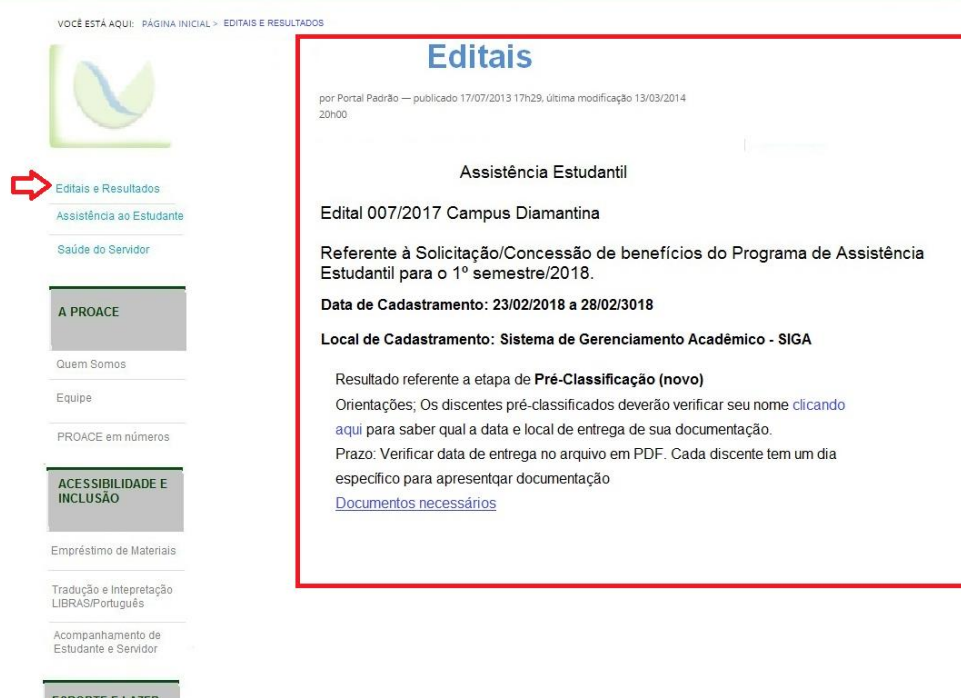 VOCÊ ESTÁ AQUI: PÁGINA INICIAL > EDITAIS E RESULTADOS
Editais e Resultados
Assistência ao Estudante
Saúde do Servidor
A PROACE
Quem Somos
Equipe
PROACE em números
ACESSIBILIDADE E
INCLUSÃO
Empréstimo de Materiais
Tradução e Intepretação
LIBRAS/Português
Acompanhamento de
Estudante e Servidor
ESPORTE E LAZER
Editais
por Portal Padrão — publicado 17/07/2013 17h29, última modificação 13/03/2014
20h00
Assistência Estudantil
Edital 007/2017 Campus Diamantina
Referente à Solicitação/Concessão de benefícios do Programa de Assistência
Estudantil para o 1º semestre/2018.
Data de Cadastramento: 23/02/2018 a 28/02/3018
Local de Cadastramento: Sistema de Gerenciamento Acadêmico - SIGA
Resultado referente a etapa de Pré-Classificação (novo)
Orientações; Os discentes pré-classificados deverão verificar seu nome clicando
aqui para saber qual a data e local de entrega de sua documentação.
Prazo: Verificar data de entrega no arquivo em PDF. Cada discente tem um dia
específico para apresentqar documentação
Documentos necessários